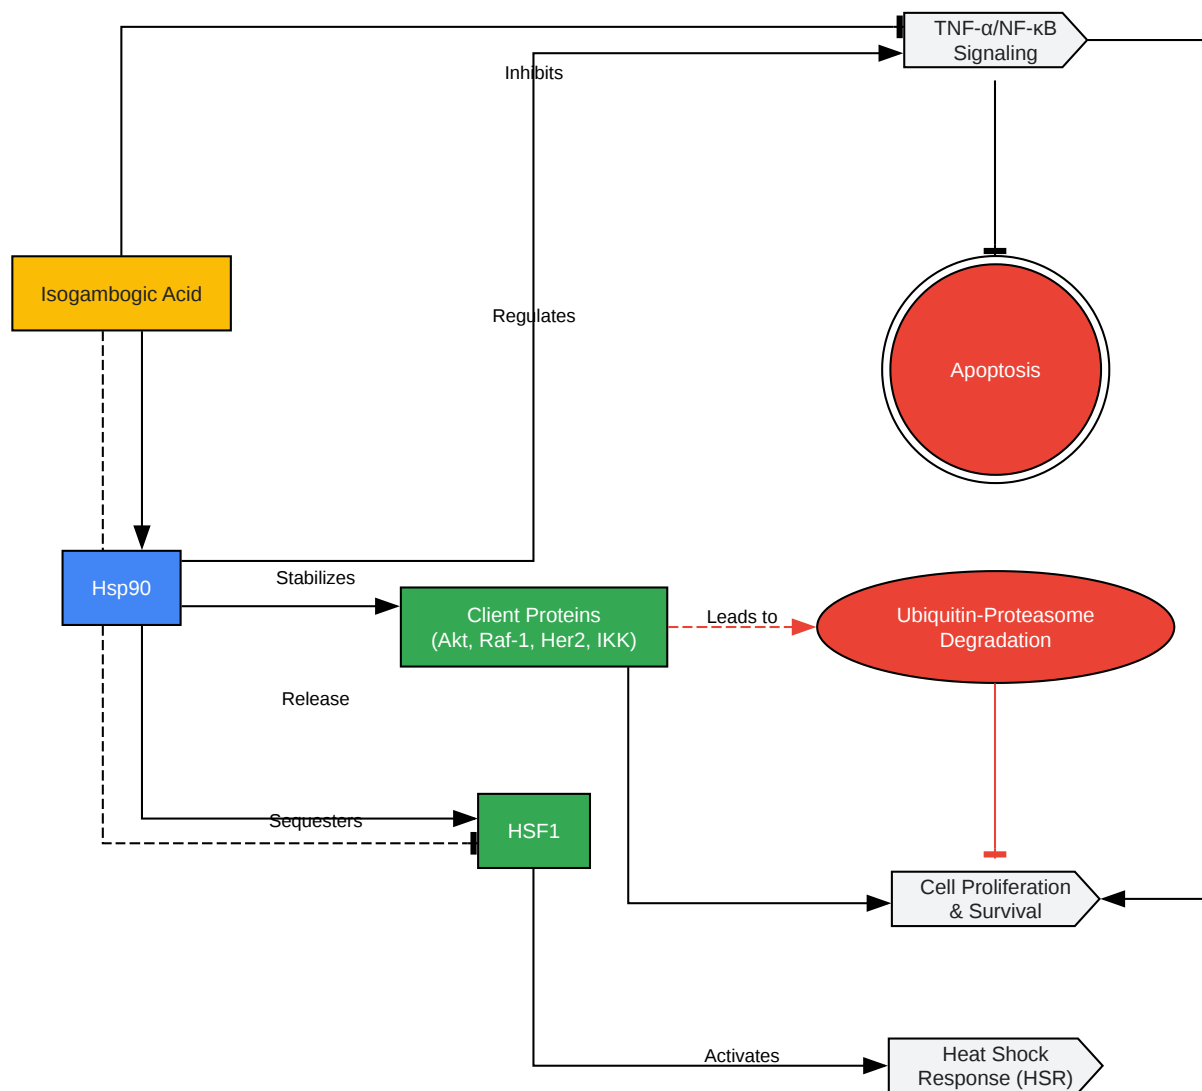 TNF-α/NF-κB
Signaling
Inhibits
Isogambogic Acid
Regulates
Apoptosis
Hsp90
Stabilizes
Client Proteins
(Akt, Raf-1, Her2, IKK)
Leads to
Ubiquitin-Proteasome
Degradation
Release
Sequesters
HSF1
Cell Proliferation
& Survival
Activates
Heat Shock
Response (HSR)